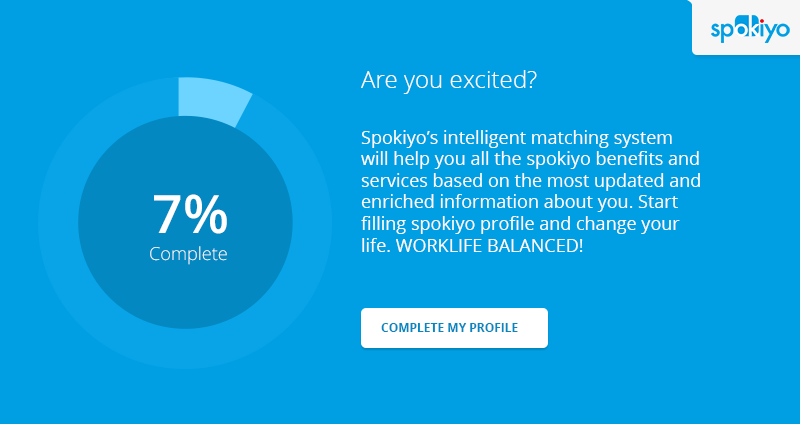 spokiyo
Are you excited?
Spokiyo’s intelligent matching system
will help you all the spokiyo benefits and
services based on the most updated and
enriched information about you. Start
filling spokiyo profile and change your
life. WORKLIFE BALANCED!
7%
Complete
COMPLETE MY PROFILE